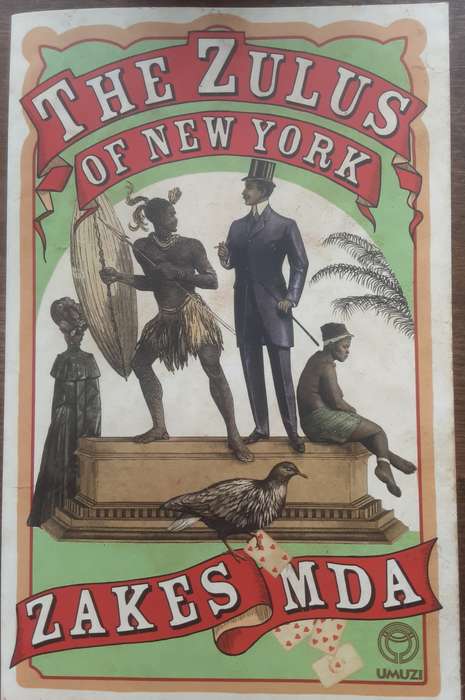 THE ZULUS
OF NEW YORK
ZAKES MDA
UMUZI